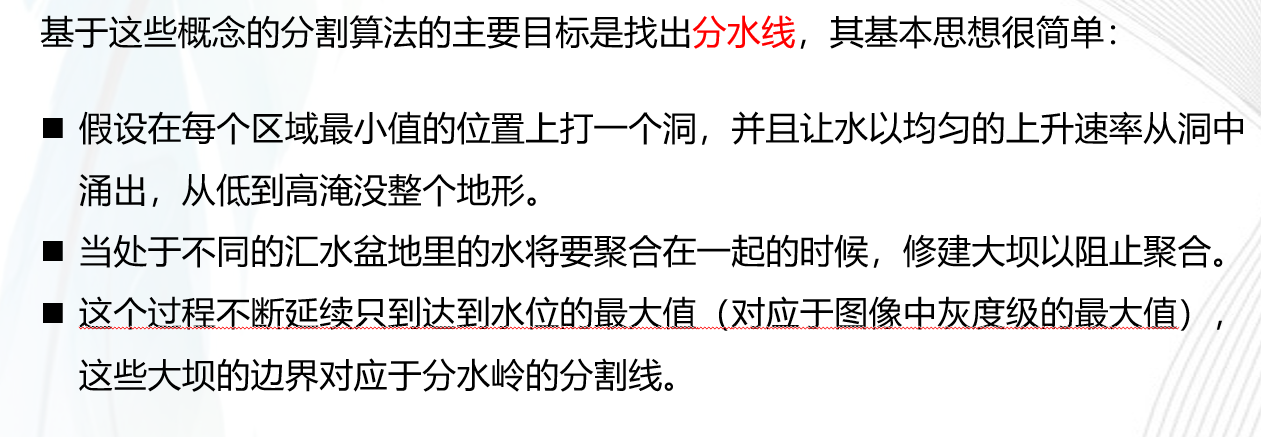 基于这些概念的分割算法的主要目标是找出分水线，其基本思想很简单：
■ 假设在每个区域最小值的位置上打一个洞，并且让水以均匀的上升速率从洞中
涌出，从低到高淹没整个地形。
■ 当处于不同的汇水盆地里的水将要聚合在一起的时候，修建大坝以阻止聚合。
■ 这个过程不断延续只到达到水位的最大值（对应于图像中灰度级的最大值），
这些大坝的边界对应于分水岭的分割线。